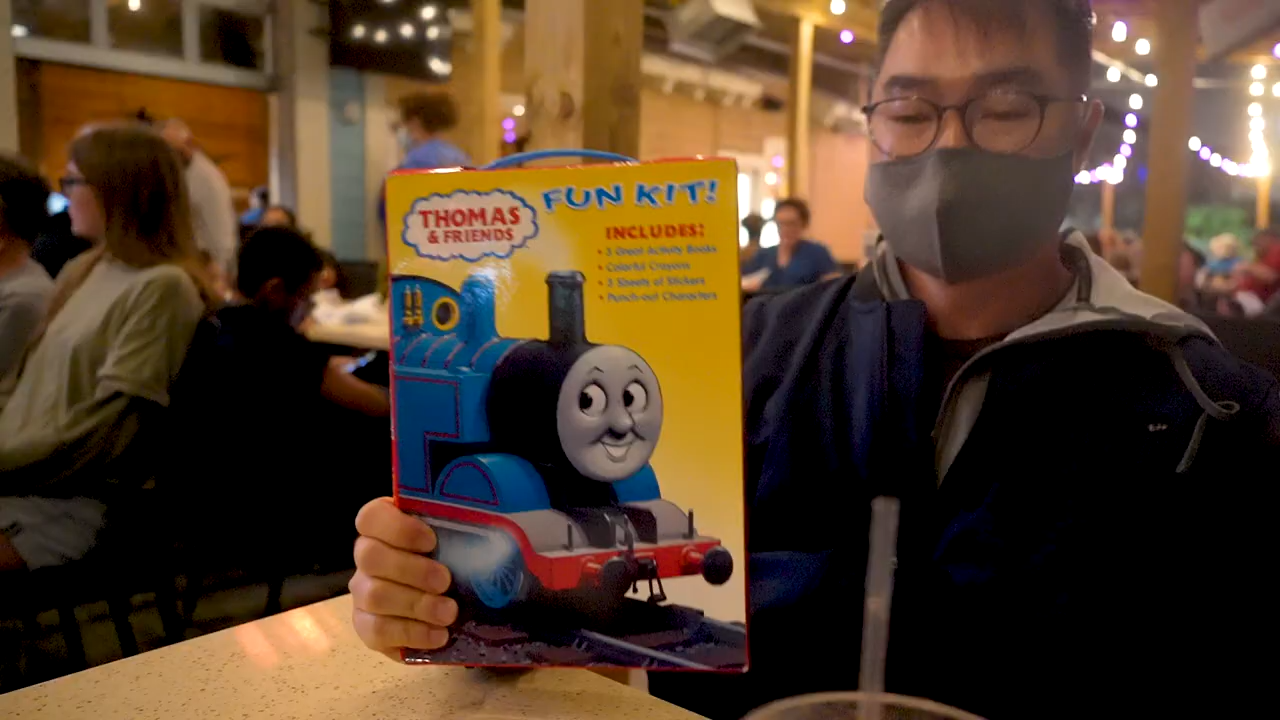 THOMAS
& FRIENDS
FUN KIT!
INCLUDES:
• 3 Great Activity Books
• Colorful Crayons
• 3 Sheets of Stickers
• Punch-out Characters